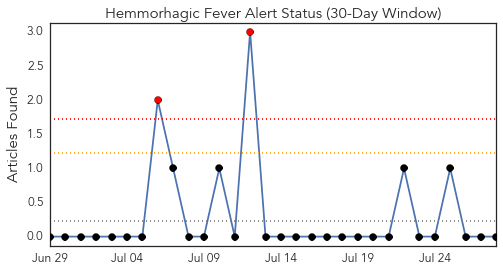 Hemmorhagic Fever Alert Status (30-Day Window)
Articles Found
3.0
2.5
2.0
1.5
1.0
0.5
0.0
Jun 29 Jul 04 Jul 09 Jul 14 Jul 19 Jul 24